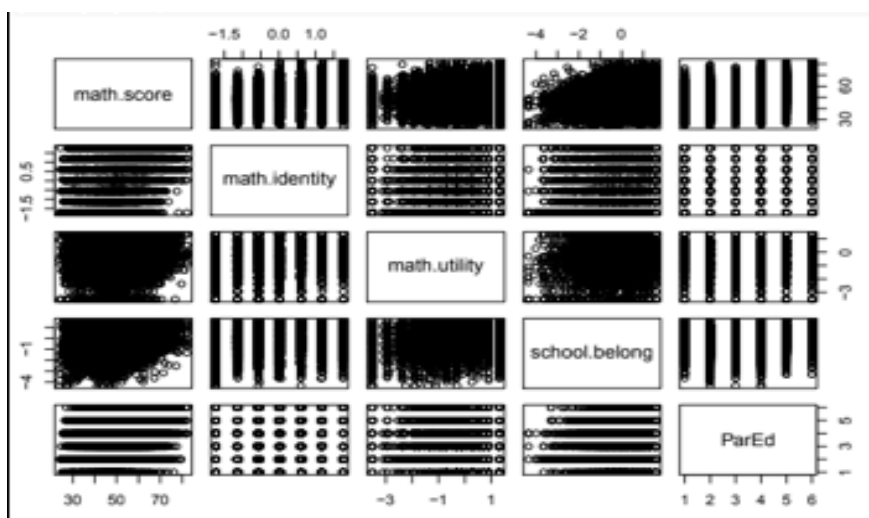 −1.5 0.0 1.0 −4 −2 0
math.score
30 60
math.identity
−1.5 0.5
math.utility
−3 0
school.belong
−4 −1
ParEd
1 3 5
30 50 70 −3 −1 1 1 2 3 4 5 6